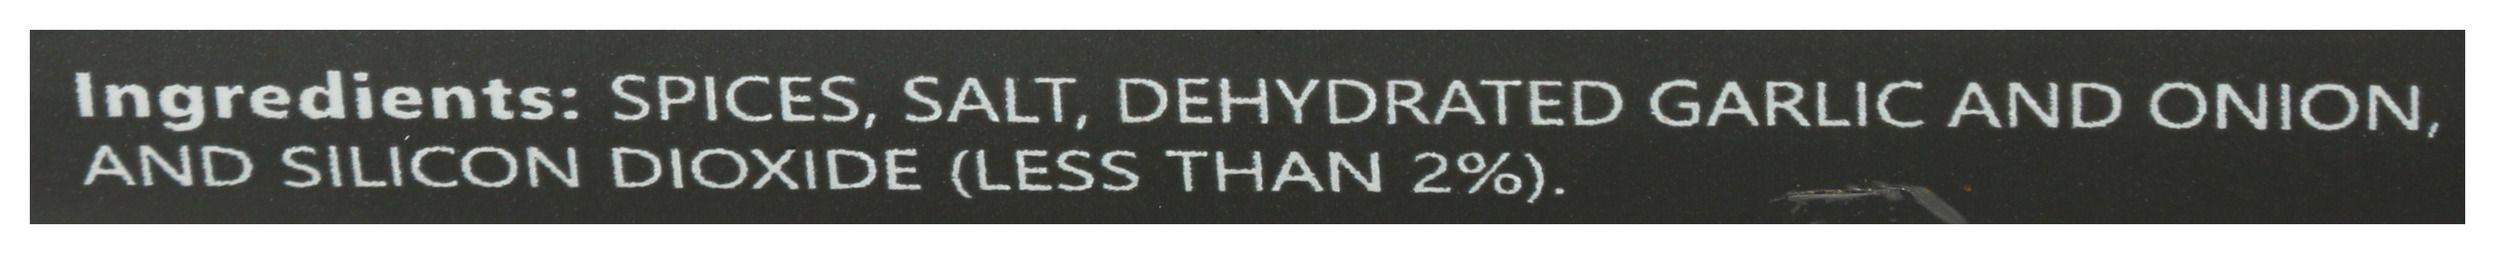 Ingredients: SPICES, SALT, DEHYDRATED GARLIC AND ONION,
AND SILICON DIOXIDE (LESS THAN 2%).